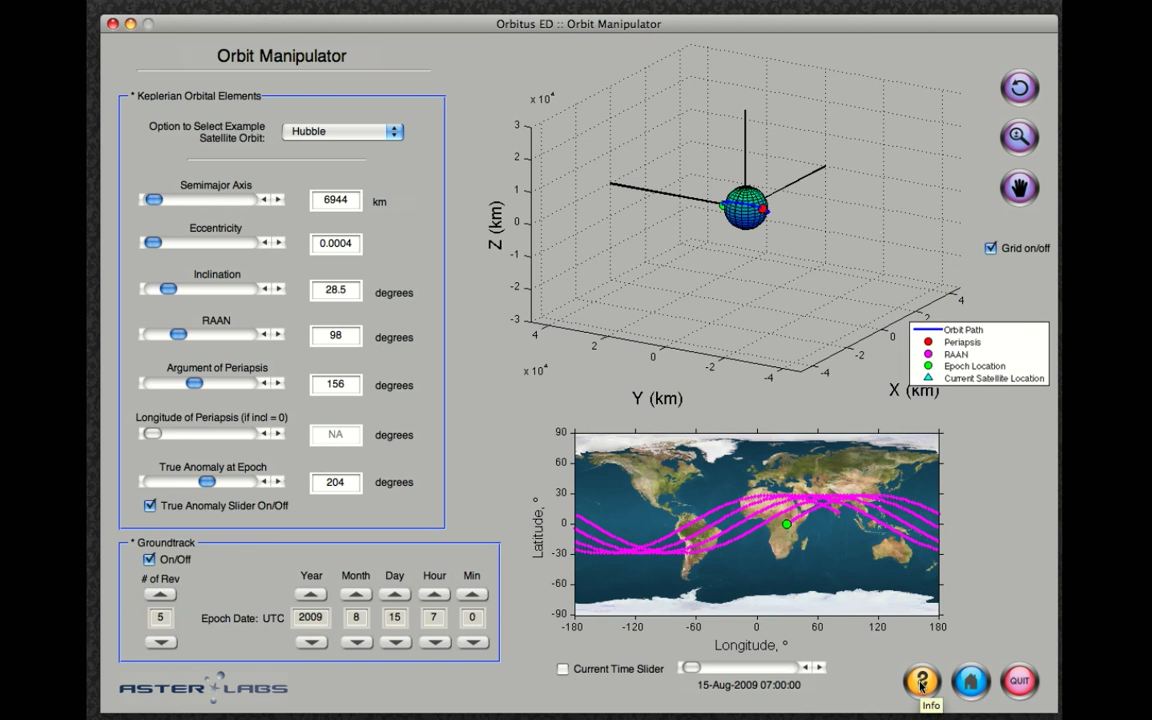 Orbitus ED :: Orbit Manipulator
Orbit Manipulator
* Keplerian Orbital Elements
Option to Select Example
Satellite Orbit:
Hubble
Semimajor Axis
6944
km
Eccentricity
0.0004
Inclination
28.5
degrees
RAAN
98
degrees
Argument of Periapsis
156
degrees
Longitude of Periapsis (if incl = 0)
NA
degrees
True Anomaly at Epoch
204
degrees
True Anomaly Slider On/Off
* Groundtrack
On/Off
# of Rev
Year
Month
Day
Hour
Min
5
Epoch Date: UTC
2009
8
15
7
0
ASTER LABS
x 10⁴
3
2
1
0
-1
-2
-3
Z (km)
4
2
0
-2
-4
x 10⁴
Y (km)
4
2
0
-2
-4
X (km)
Grid on/off
Orbit Path
Periapsis
RAAN
Epoch Location
Current Satellite Location
90
60
30
0
-30
-60
-90
Latitude, °
-180
-120
-60
0
60
120
180
Longitude, °
Current Time Slider
15-Aug-2009 07:00:00
?
QUIT
Info